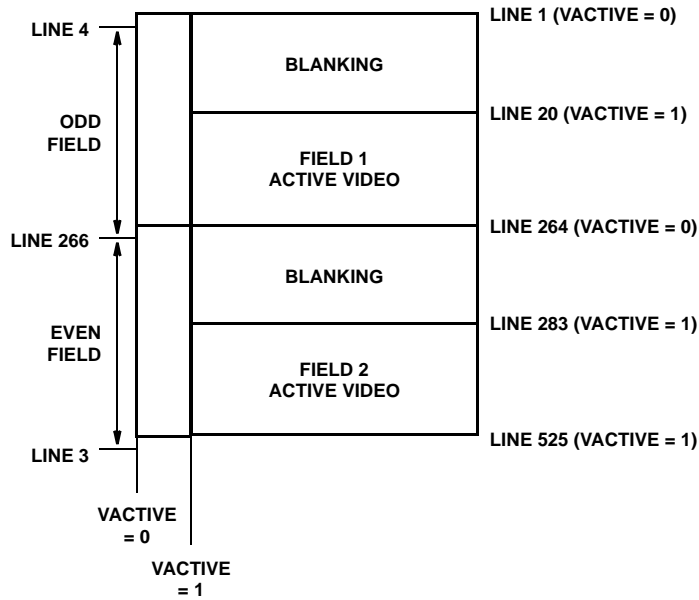 LINE 1 (VACTIVE = 0)
LINE 4
BLANKING
LINE 20 (VACTIVE = 1)
ODD
FIELD
FIELD 1
ACTIVE VIDEO
LINE 264 (VACTIVE = 0)
LINE 266
BLANKING
LINE 283 (VACTIVE = 1)
EVEN
FIELD
FIELD 2
ACTIVE VIDEO
LINE 525 (VACTIVE = 1)
LINE 3
VACTIVE
= 0
VACTIVE
= 1